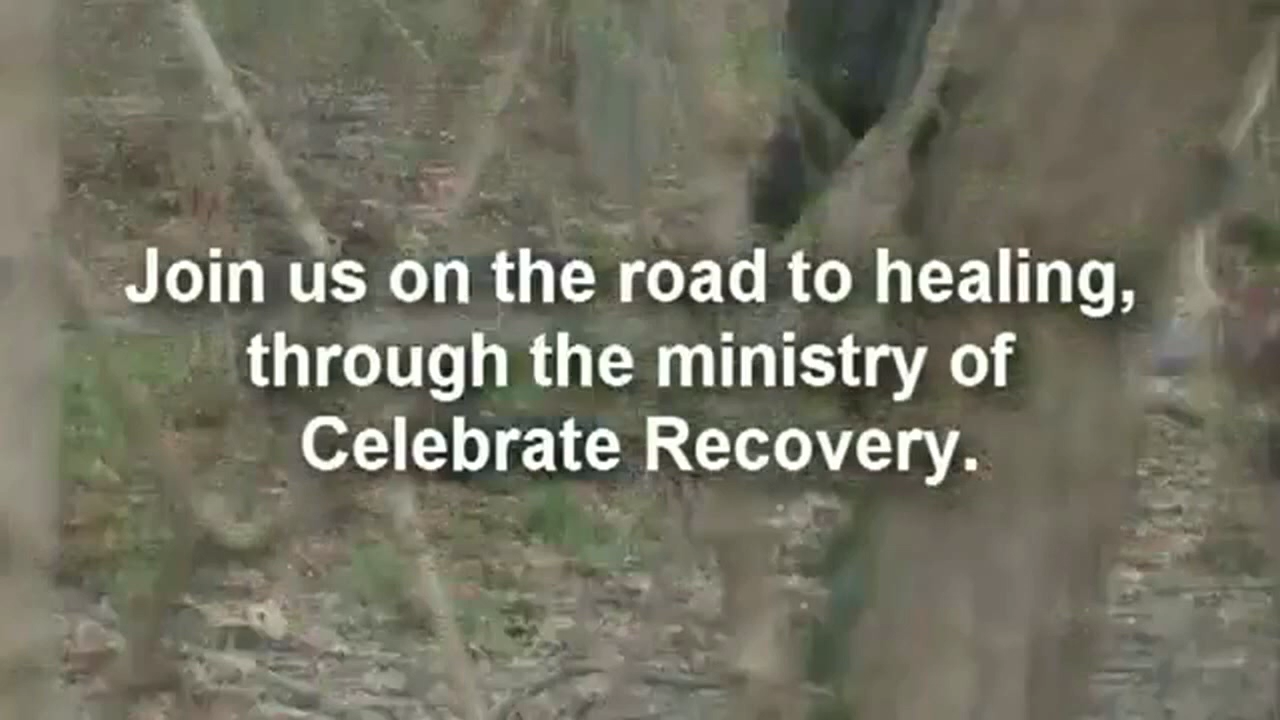 Join us on the road to healing,
through the ministry of
Celebrate Recovery.